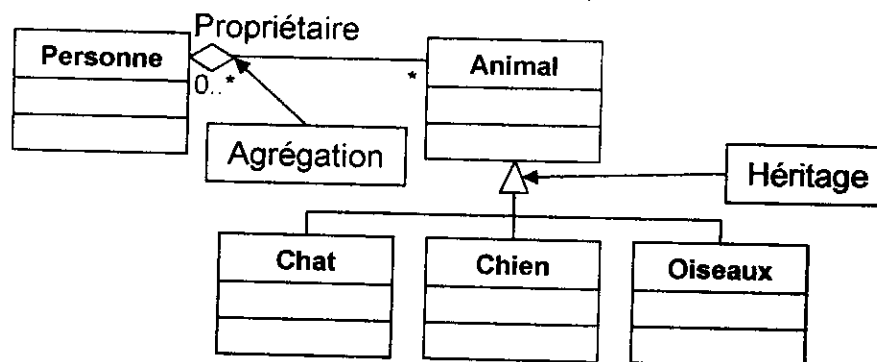 Propriétaire
Personne
Animal
0..*
*
Agrégation
Héritage
Chat
Chien
Oiseaux